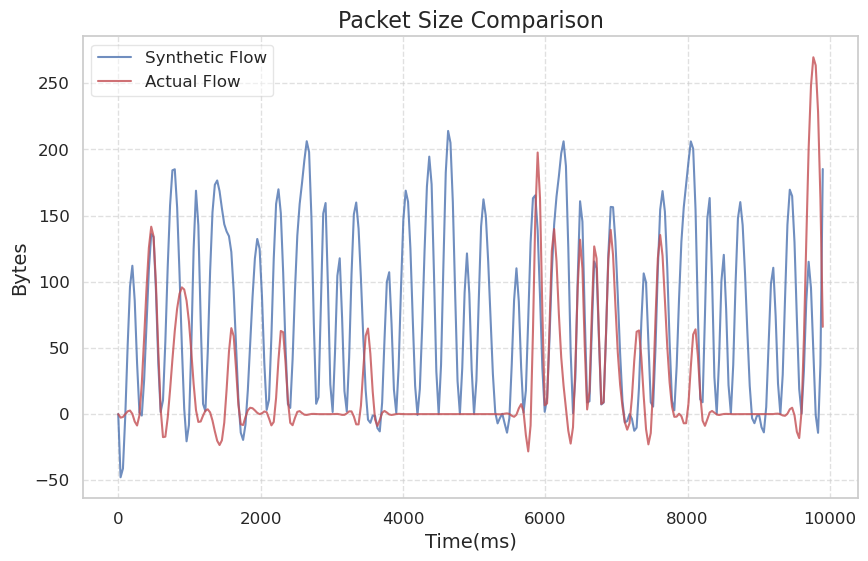 Packet Size Comparison
Synthetic Flow
Actual Flow
250
200
150
100
50
0
−50
Bytes
0 2000 4000 6000 8000 10000
Time(ms)